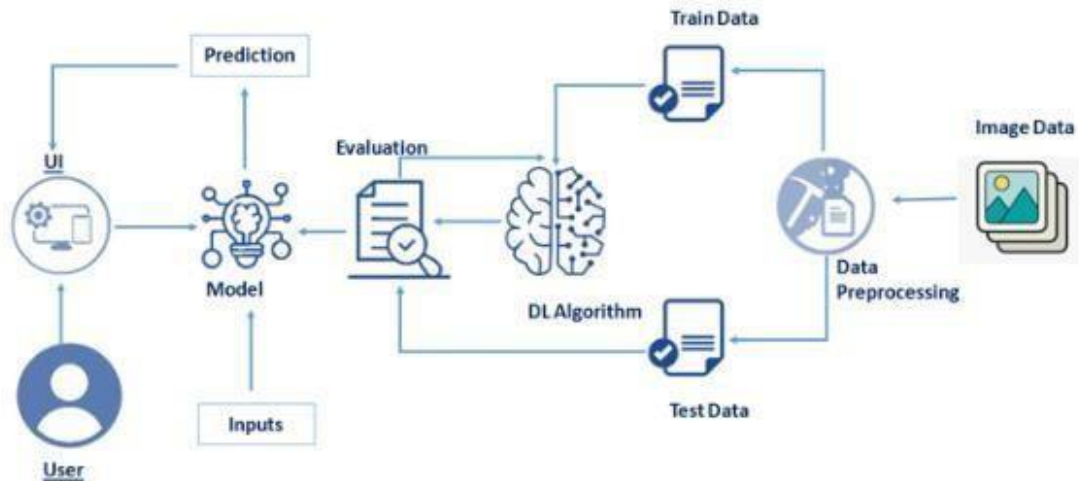 Train Data
Prediction
Image Data
Evaluation
UI
Data
Preprocessing
Model
DL Algorithm
Test Data
Inputs
User